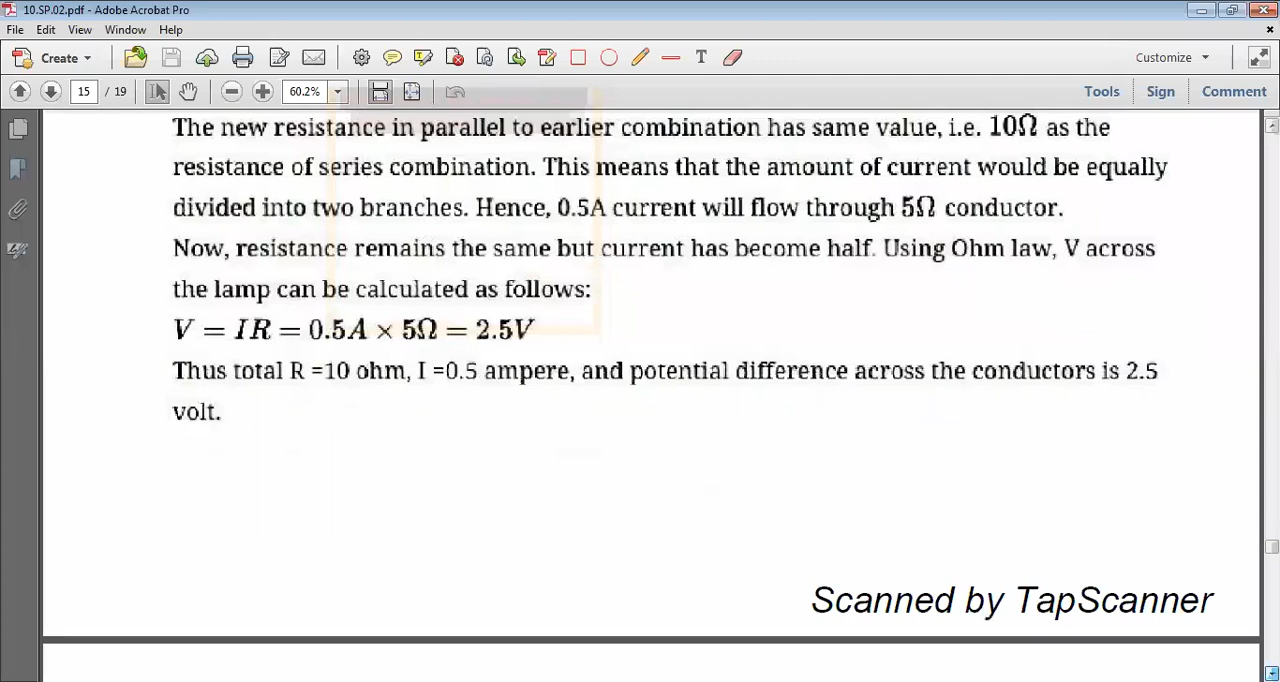 10.SP.02.pdf - Adobe Acrobat Pro
File Edit View Window Help
Create Customize
15 / 19 60.2% Tools Sign Comment
The new resistance in parallel to earlier combination has same value, i.e. 10Ω as the
resistance of series combination. This means that the amount of current would be equally
divided into two branches. Hence, 0.5A current will flow through 5Ω conductor.
Now, resistance remains the same but current has become half. Using Ohm law, V across
the lamp can be calculated as follows:
V = IR = 0.5A × 5Ω = 2.5V
Thus total R =10 ohm, I =0.5 ampere, and potential difference across the conductors is 2.5
volt.
Scanned by TapScanner